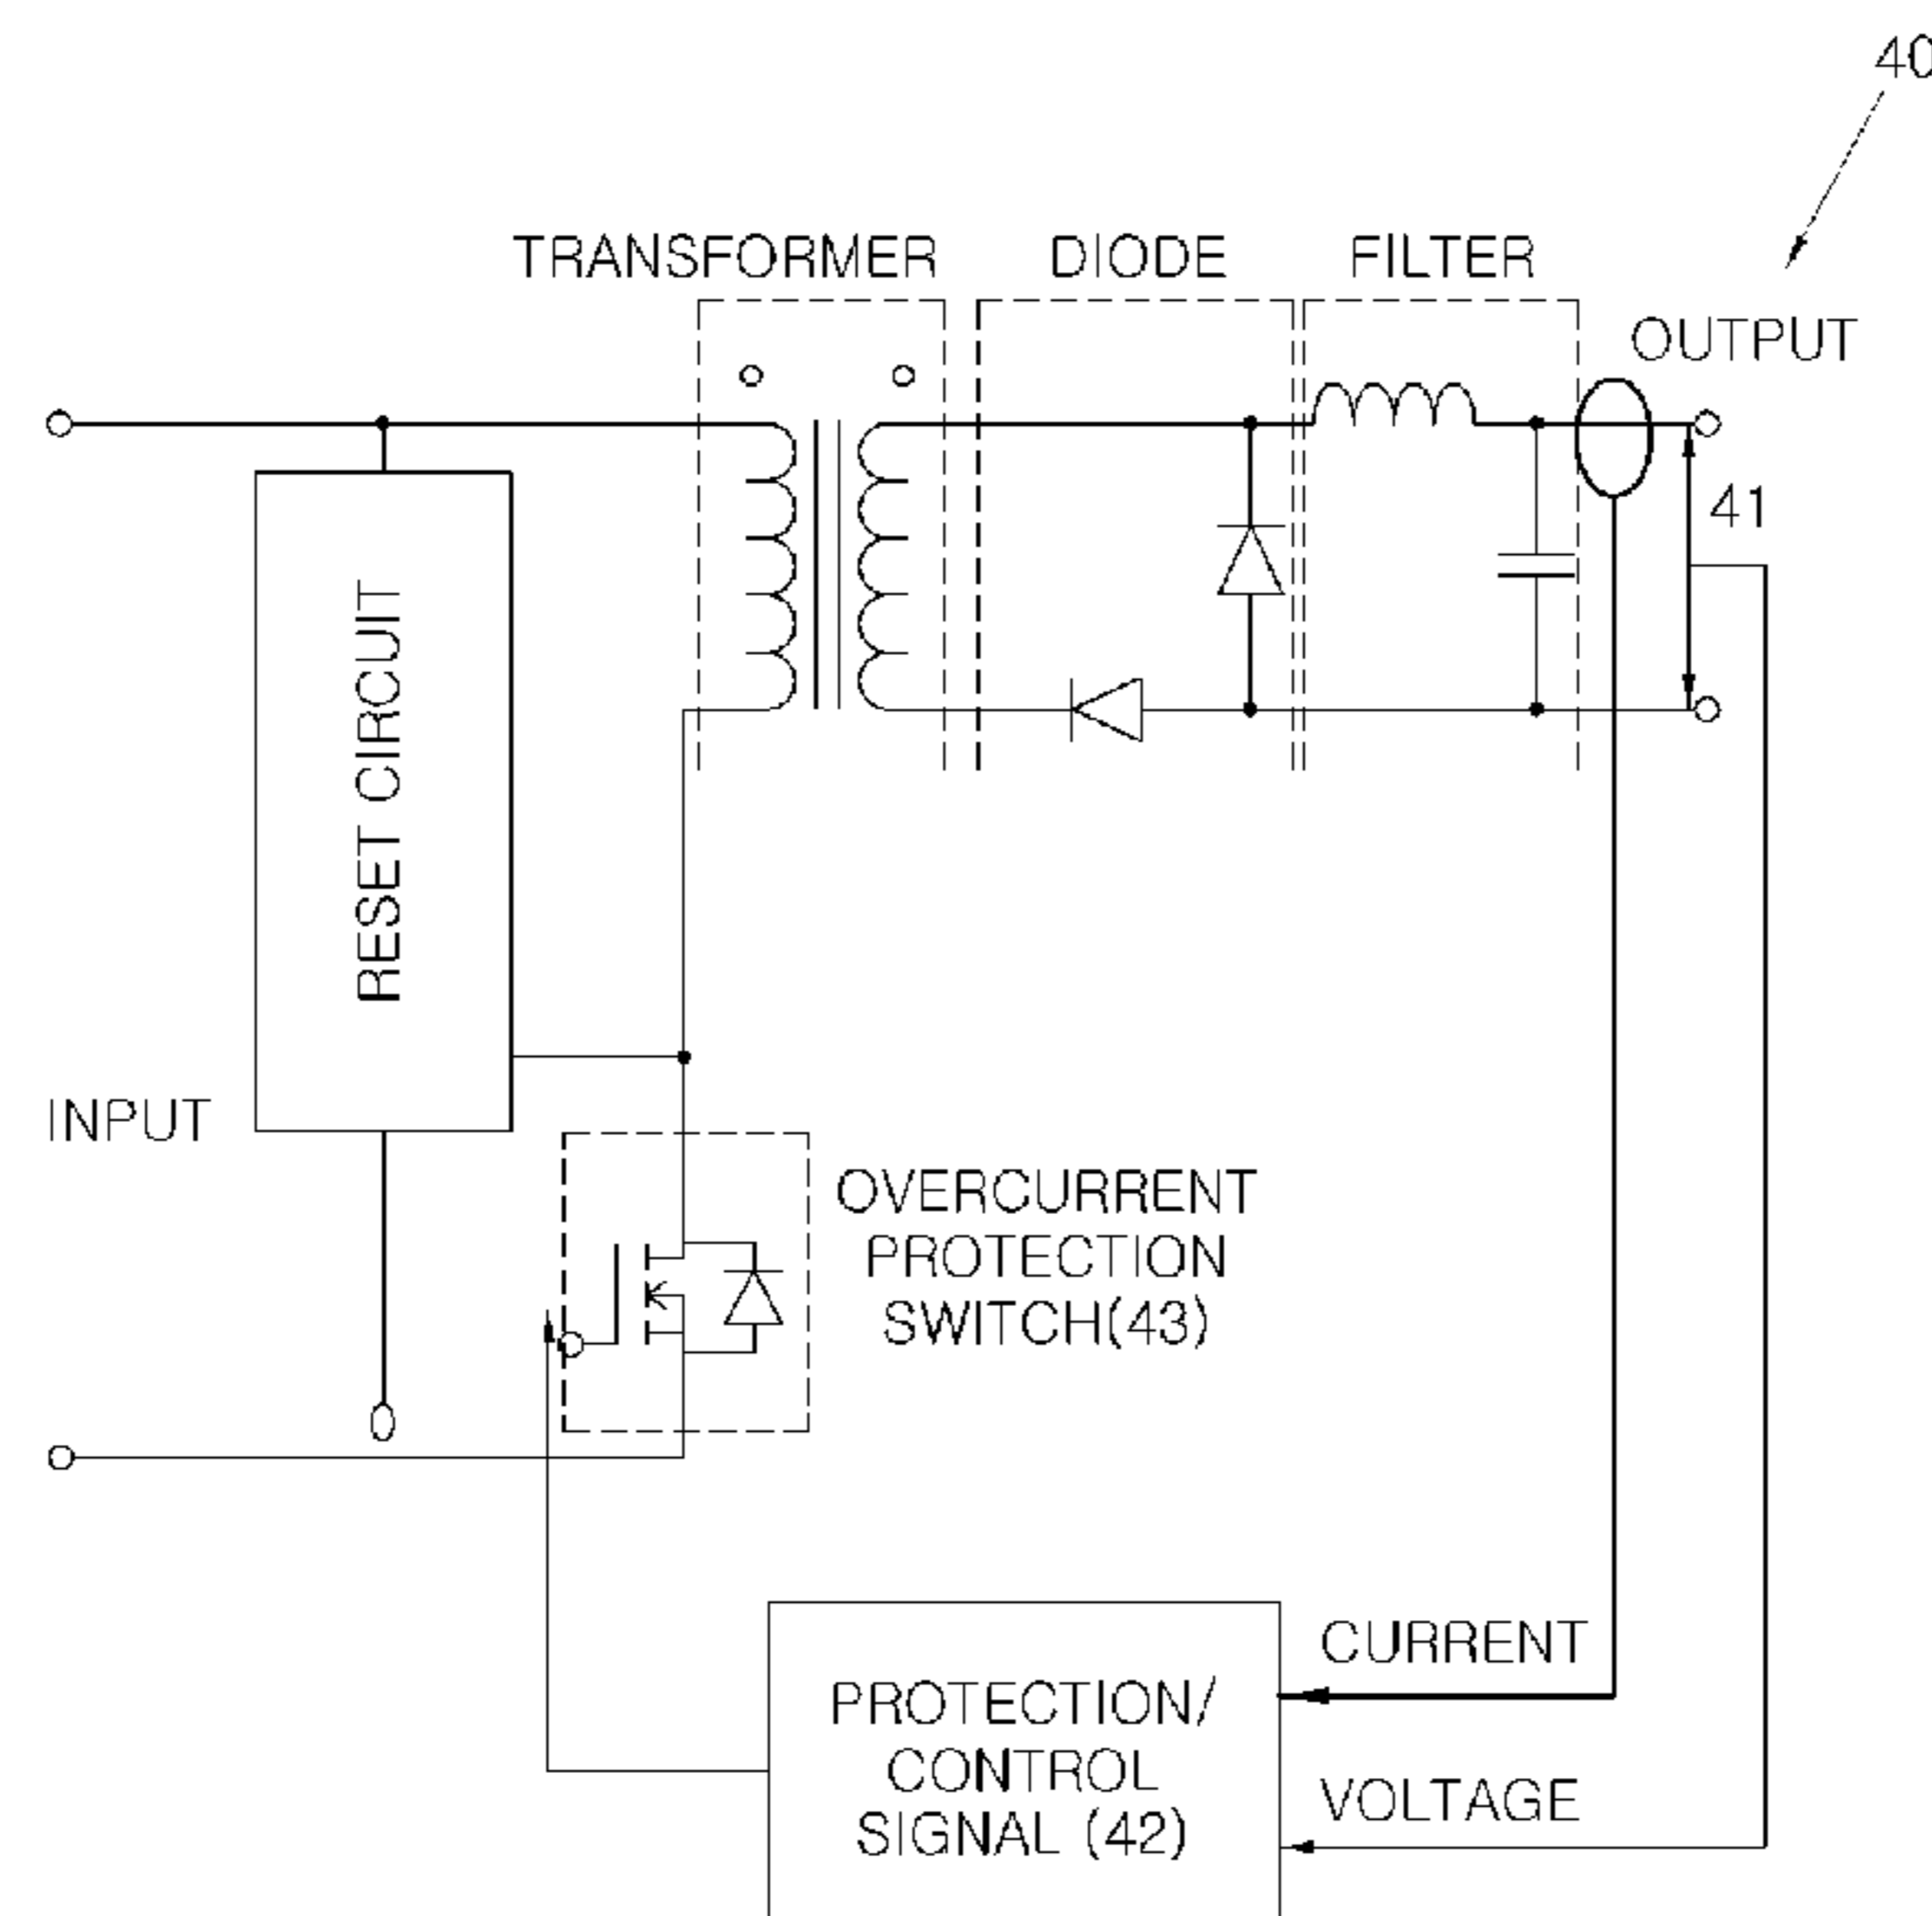 40
TRANSFORMER
DIODE
FILTER
OUTPUT
41
RESET CIRCUIT
INPUT
OVERCURRENT
PROTECTION
SWITCH(43)
CURRENT
PROTECTION/
CONTROL
SIGNAL (42)
VOLTAGE